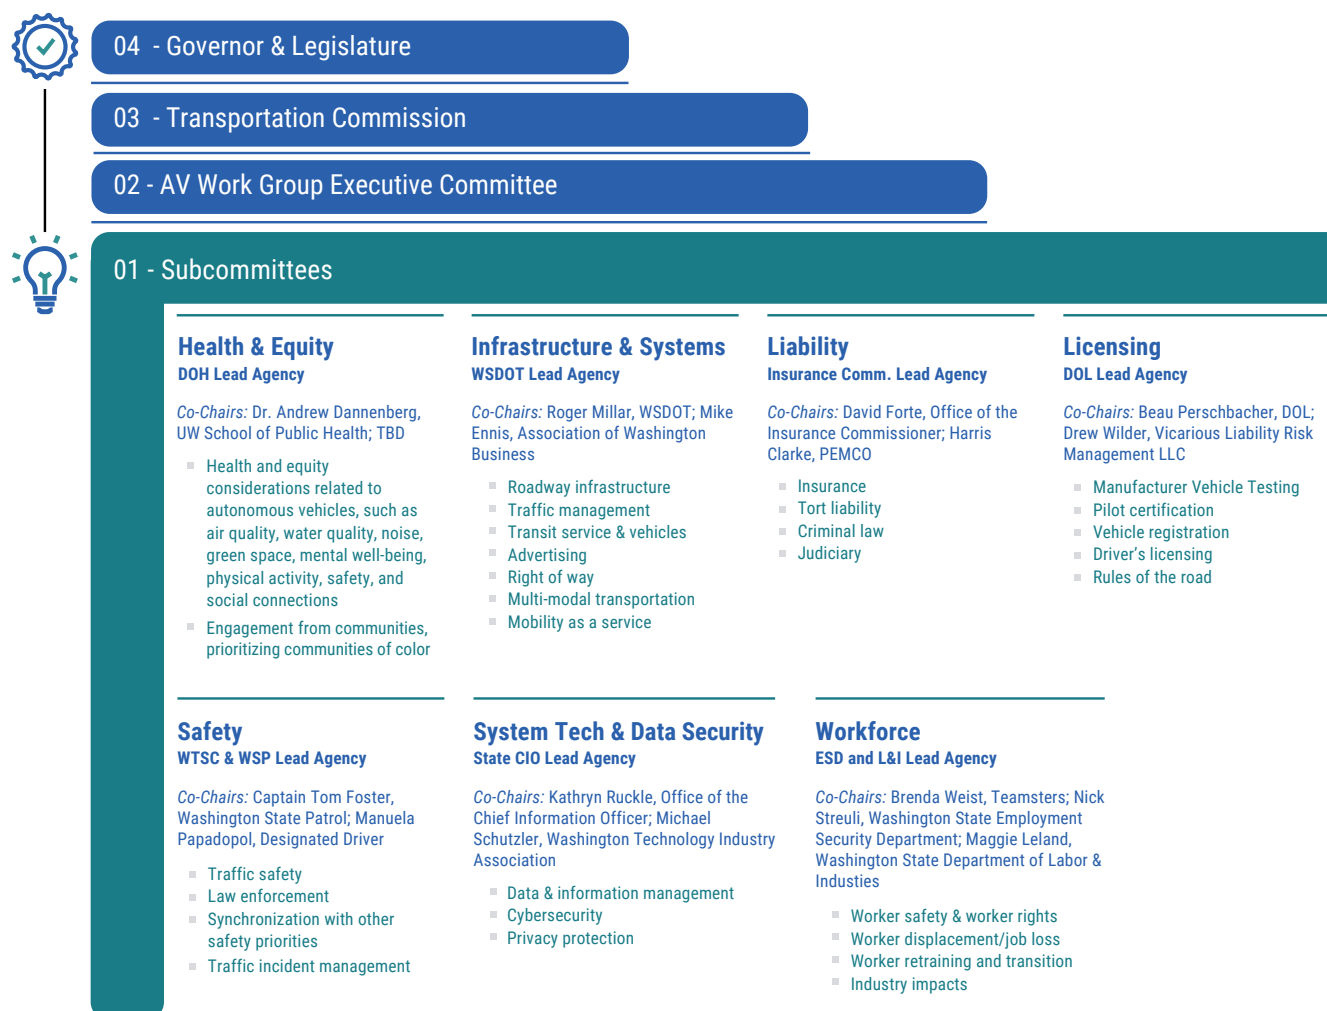 04 - Governor & Legislature
03 - Transportation Commission
02 - AV Work Group Executive Committee
01 - Subcommittees
Health & Equity
DOH Lead Agency
Co-Chairs: Dr. Andrew Dannenberg,
UW School of Public Health; TBD
Health and equity
considerations related to
autonomous vehicles, such as
air quality, water quality, noise,
green space, mental well-being,
physical activity, safety, and
social connections
Engagement from communities,
prioritizing communities of color
Infrastructure & Systems
WSDOT Lead Agency
Co-Chairs: Roger Millar, WSDOT; Mike
Ennis, Association of Washington
Business
Roadway infrastructure
Traffic management
Transit service & vehicles
Advertising
Right of way
Multi-modal transportation
Mobility as a service
Liability
Insurance Comm. Lead Agency
Co-Chairs: David Forte, Office of the
Insurance Commissioner; Harris
Clarke, PEMCO
Insurance
Tort liability
Criminal law
Judiciary
Licensing
DOL Lead Agency
Co-Chairs: Beau Perschbacher, DOL;
Drew Wilder, Vicarious Liability Risk
Management LLC
Manufacturer Vehicle Testing
Pilot certification
Vehicle registration
Driver's licensing
Rules of the road
Safety
WTSC & WSP Lead Agency
Co-Chairs: Captain Tom Foster,
Washington State Patrol; Manuela
Papadopol, Designated Driver
Traffic safety
Law enforcement
Synchronization with other
safety priorities
Traffic incident management
System Tech & Data Security
State CIO Lead Agency
Co-Chairs: Kathryn Ruckle, Office of the
Chief Information Officer; Michael
Schutzler, Washington Technology Industry
Association
Data & information management
Cybersecurity
Privacy protection
Workforce
ESD and L&I Lead Agency
Co-Chairs: Brenda Weist, Teamsters; Nick
Streuli, Washington State Employment
Security Department; Maggie Leland,
Washington State Department of Labor &
Industies
Worker safety & worker rights
Worker displacement/job loss
Worker retraining and transition
Industry impacts